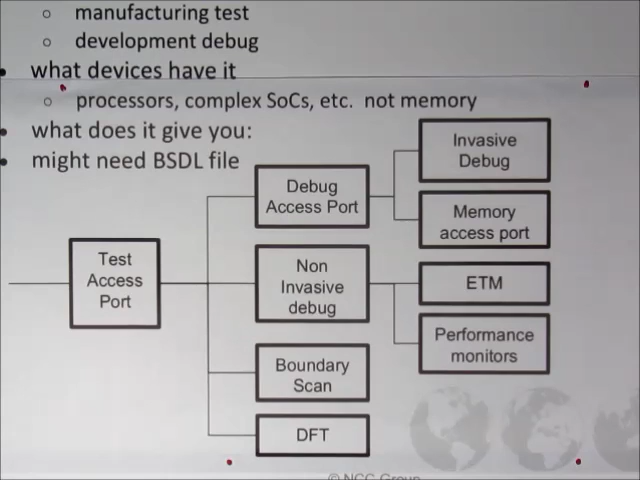 manufacturing test
development debug
what devices have it
processors, complex SoCs, etc. not memory
what does it give you:
might need BSDL file
Test
Access
Port
Debug
Access Port
Non
Invasive
debug
Boundary
Scan
DFT
Invasive
Debug
Memory
access port
ETM
Performance
monitors
© NCC Group